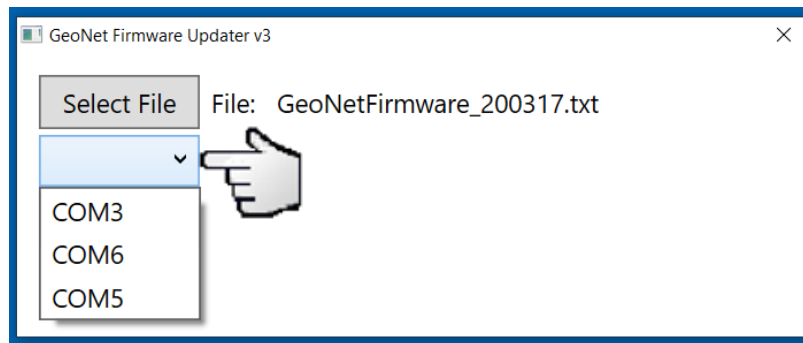 GeoNet Firmware Updater v3
Select File File: GeoNetFirmware_200317.txt
COM3
COM6
COM5